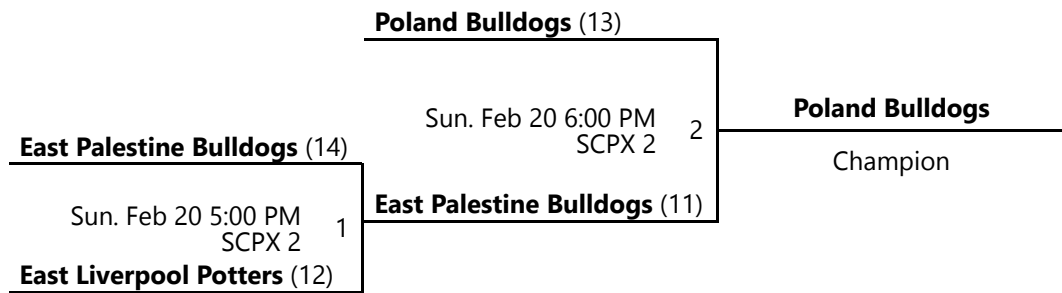 Poland Bulldogs (13)
Sun. Feb 20 6:00 PM
SCPX 2
2
Poland Bulldogs
Champion
East Palestine Bulldogs (14)
Sun. Feb 20 5:00 PM
SCPX 2
1
East Palestine Bulldogs (11)
East Liverpool Potters (12)